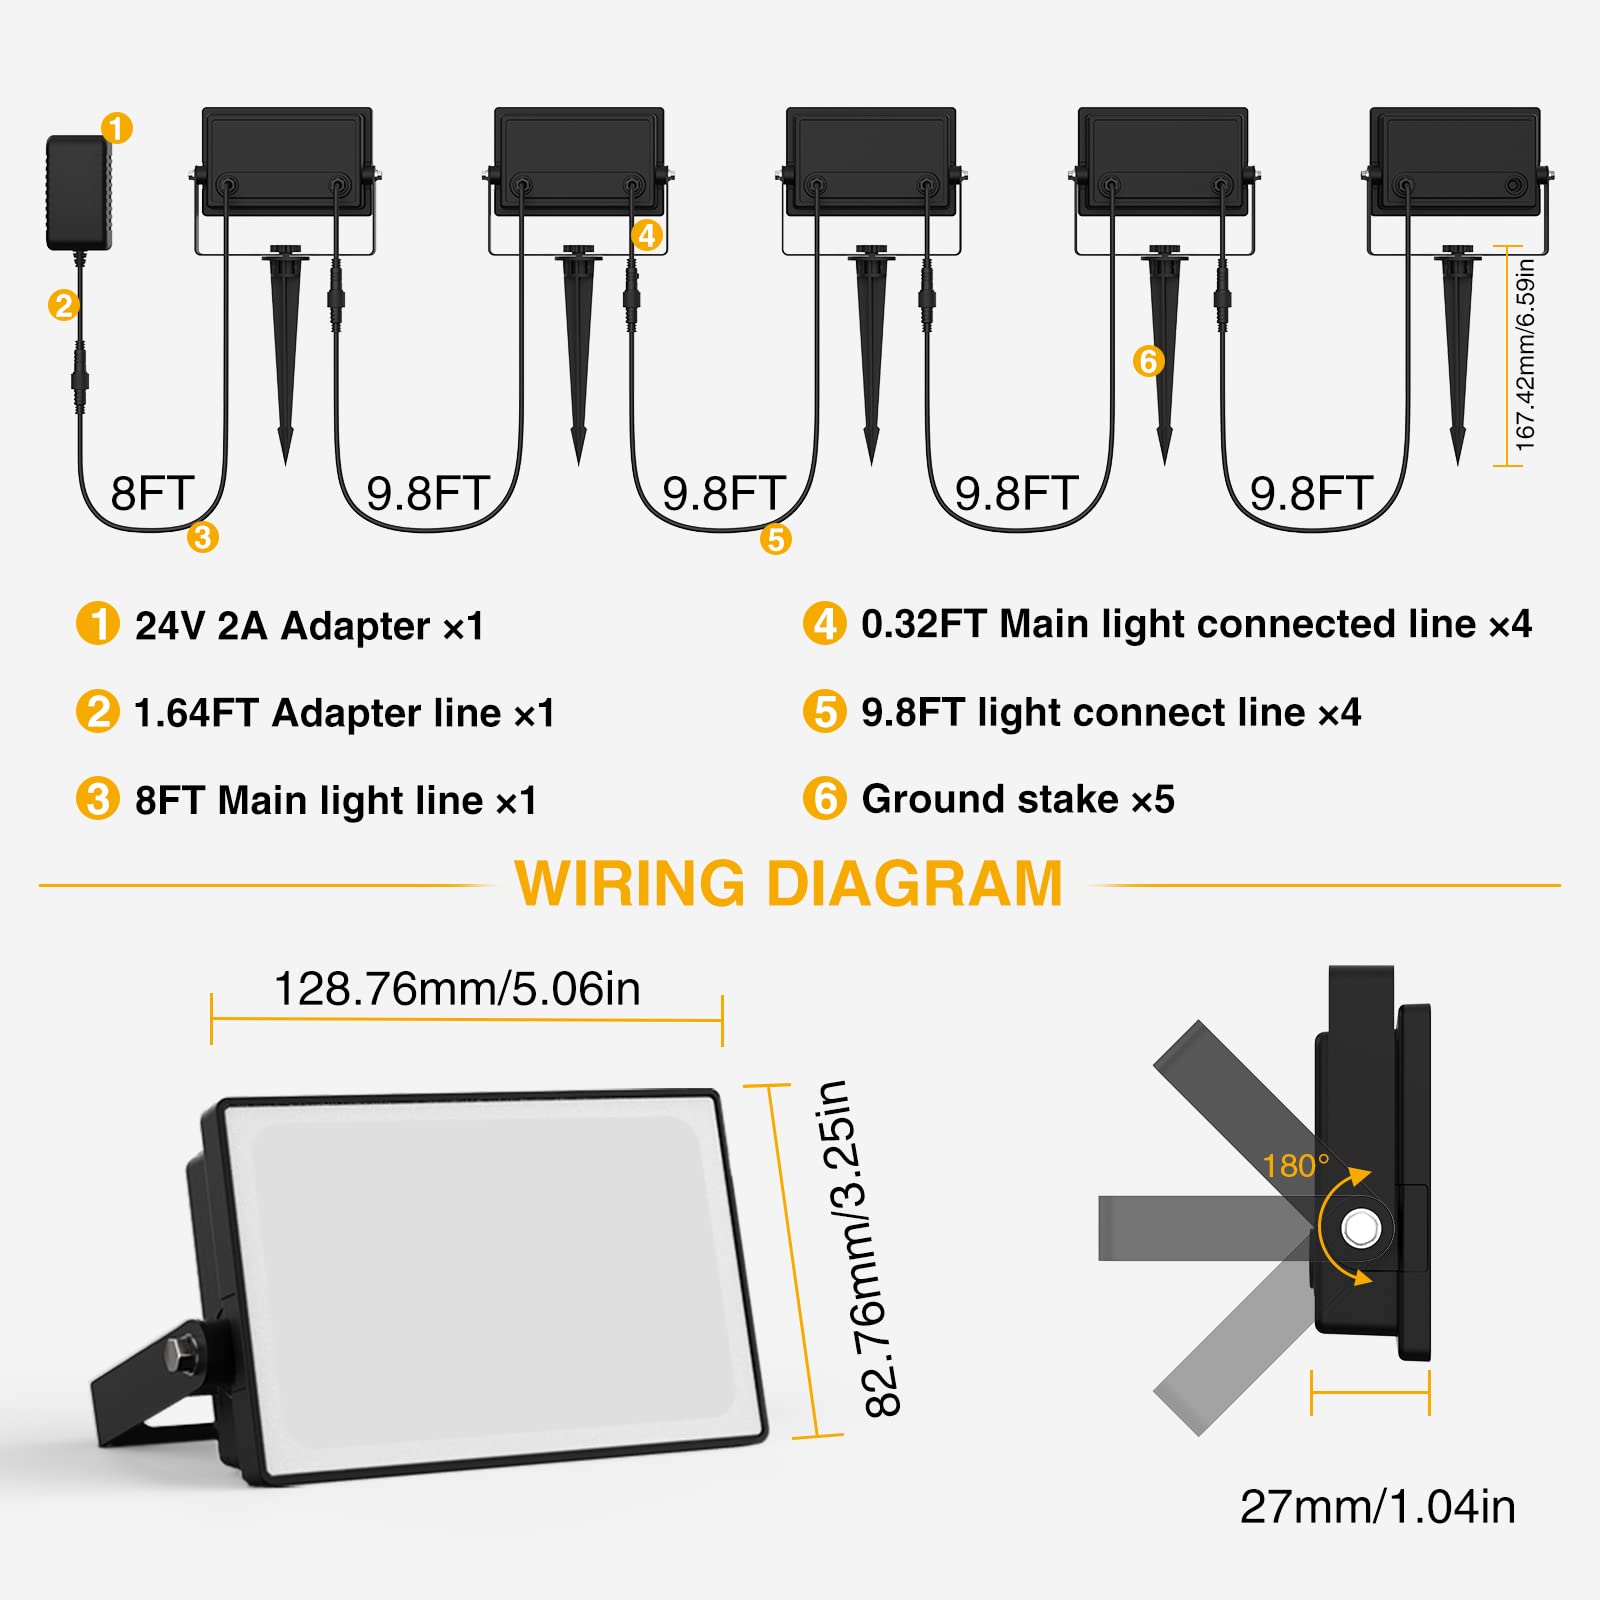 1
2
4
6
167.42mm/6.59in
8FT
9.8FT
9.8FT
9.8FT
9.8FT
3
5
1 24V 2A Adapter ×1
2 1.64FT Adapter line ×1
3 8FT Main light line ×1
4 0.32FT Main light connected line ×4
5 9.8FT light connect line ×4
6 Ground stake ×5
WIRING DIAGRAM
128.76mm/5.06in
82.76mm/3.25in
180°
27mm/1.04in